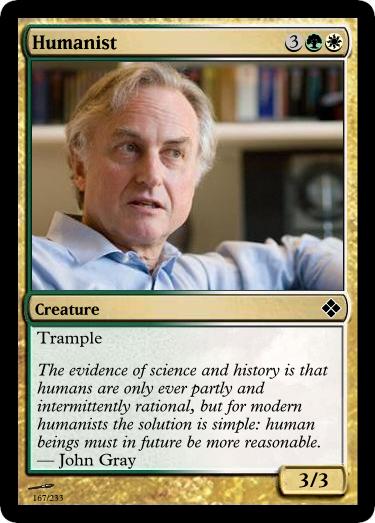 Humanist 3
Creature
Trample
The evidence of science and history is that
humans are only ever partly and
intermittently rational, but for modern
humanists the solution is simple: human
beings must in future be more reasonable.
— John Gray
3/3
167/233